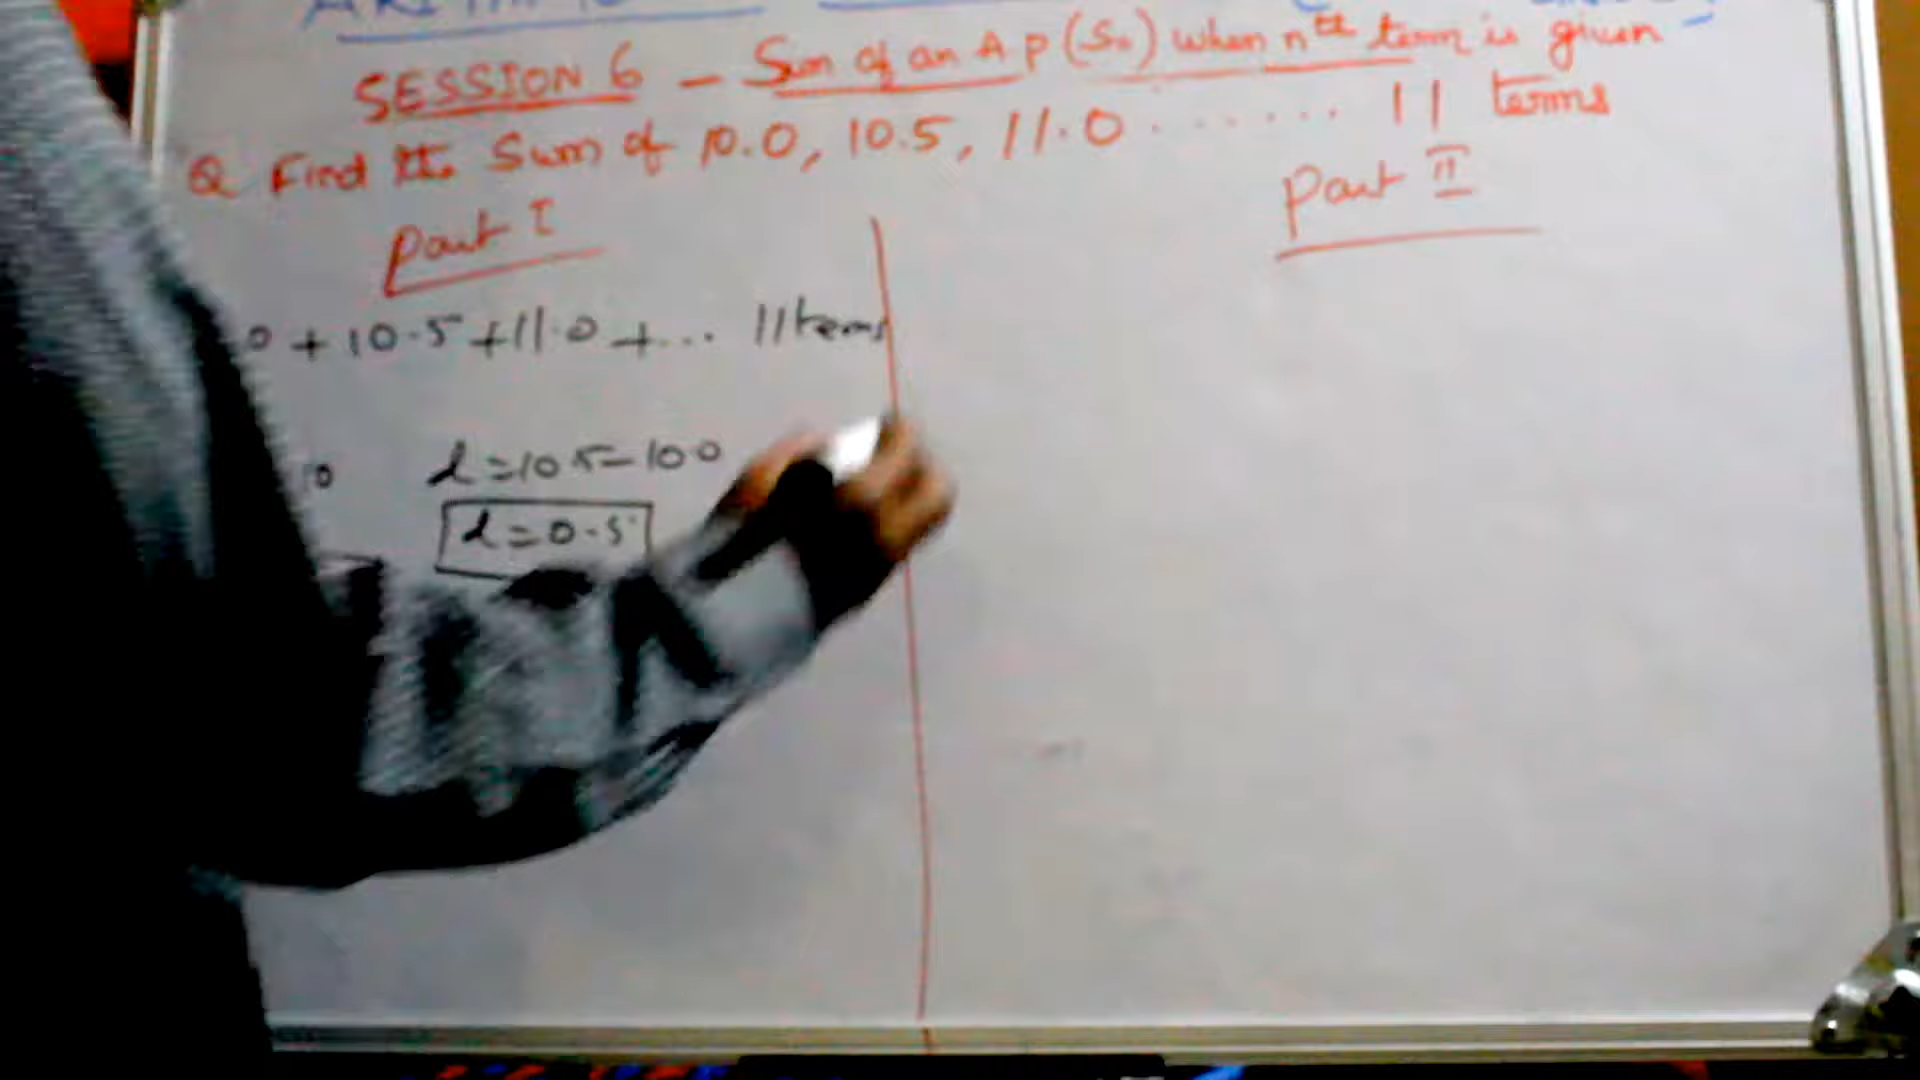 SESSION 6 – Sum of an A P (Sn) when nth term is given
Q Find the Sum of 10.0, 10.5, 11.0 ....... 11 terms
Part I
Part II
0 + 10.5 + 11.0 + ... 11 terms
10
d = 10.5 – 10.0
d = 0.5